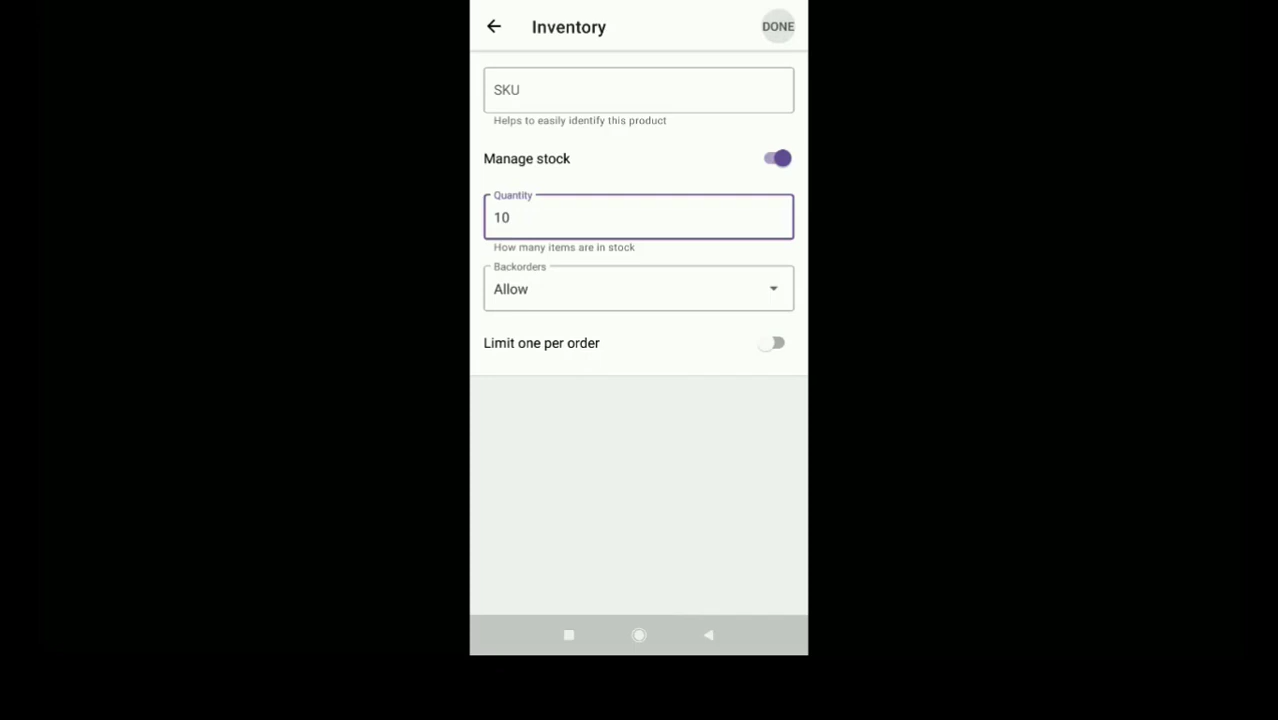 Inventory
DONE
SKU
Helps to easily identify this product
Manage stock
Quantity
10
How many items are in stock
Backorders
Allow
Limit one per order